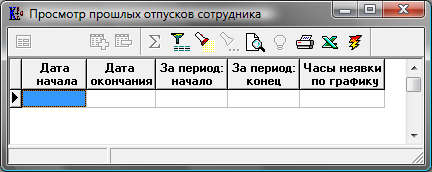 Просмотр прошлых отпусков сотрудника
Дата начала
Дата окончания
За период: начало
За период: конец
Часы неявки по графику